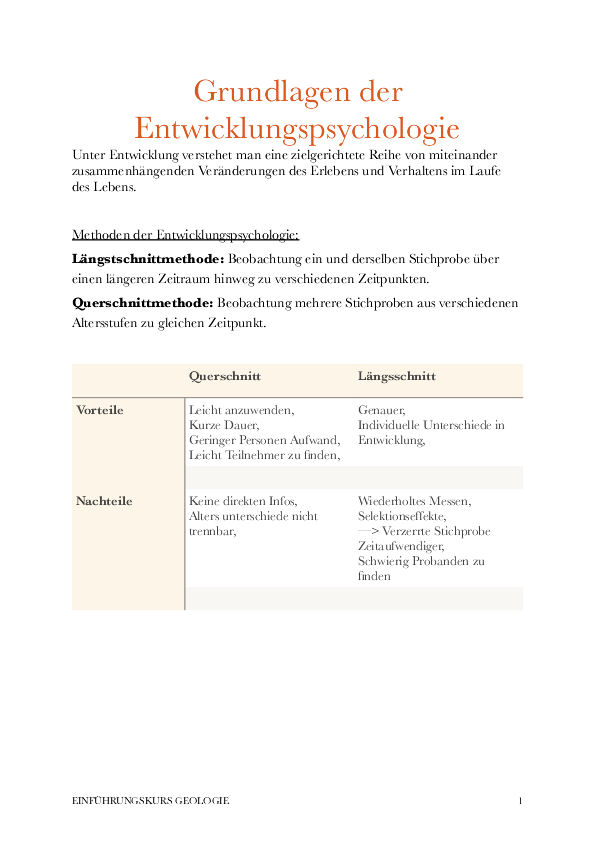 Grundlagen der
Entwicklungspsychologie
Unter Entwicklung verstehet man eine zielgerichtete Reihe von miteinander
zusammenhängenden Veränderungen des Erlebens und Verhaltens im Laufe
des Lebens.
Methoden der Entwicklungspsychologie:
Längstschnittmethode: Beobachtung ein und derselben Stichprobe über
einen längeren Zeitraum hinweg zu verschiedenen Zeitpunkten.
Querschnittmethode: Beobachtung mehrere Stichproben aus verschiedenen
Altersstufen zu gleichen Zeitpunkt.
Querschnitt Längsschnitt
Vorteile
Leicht anzuwenden,
Kurze Dauer,
Geringer Personen Aufwand,
Leicht Teilnehmer zu finden,
Genauer,
Individuelle Unterschiede in
Entwicklung,
Nachteile
Keine direkten Infos,
Alters unterschiede nicht
trennbar,
Wiederholtes Messen,
Selektionseffekte,
—> Verzerrte Stichprobe
Zeitaufwendiger,
Schwierig Probanden zu
finden
EINFÜHRUNGSKURS GEOLOGIE 1